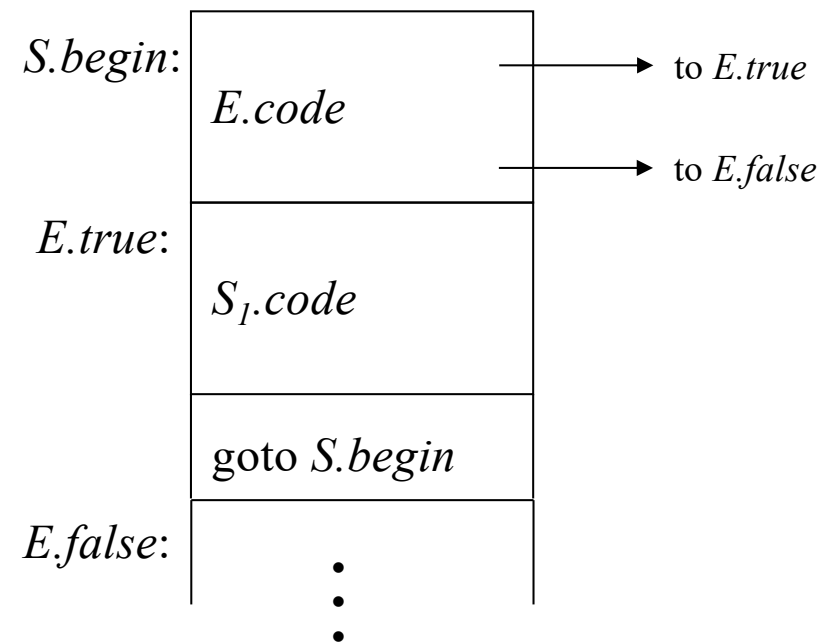 S.begin:
to E.true
E.code
to E.false
E.true:
S₁.code
goto S.begin
E.false: